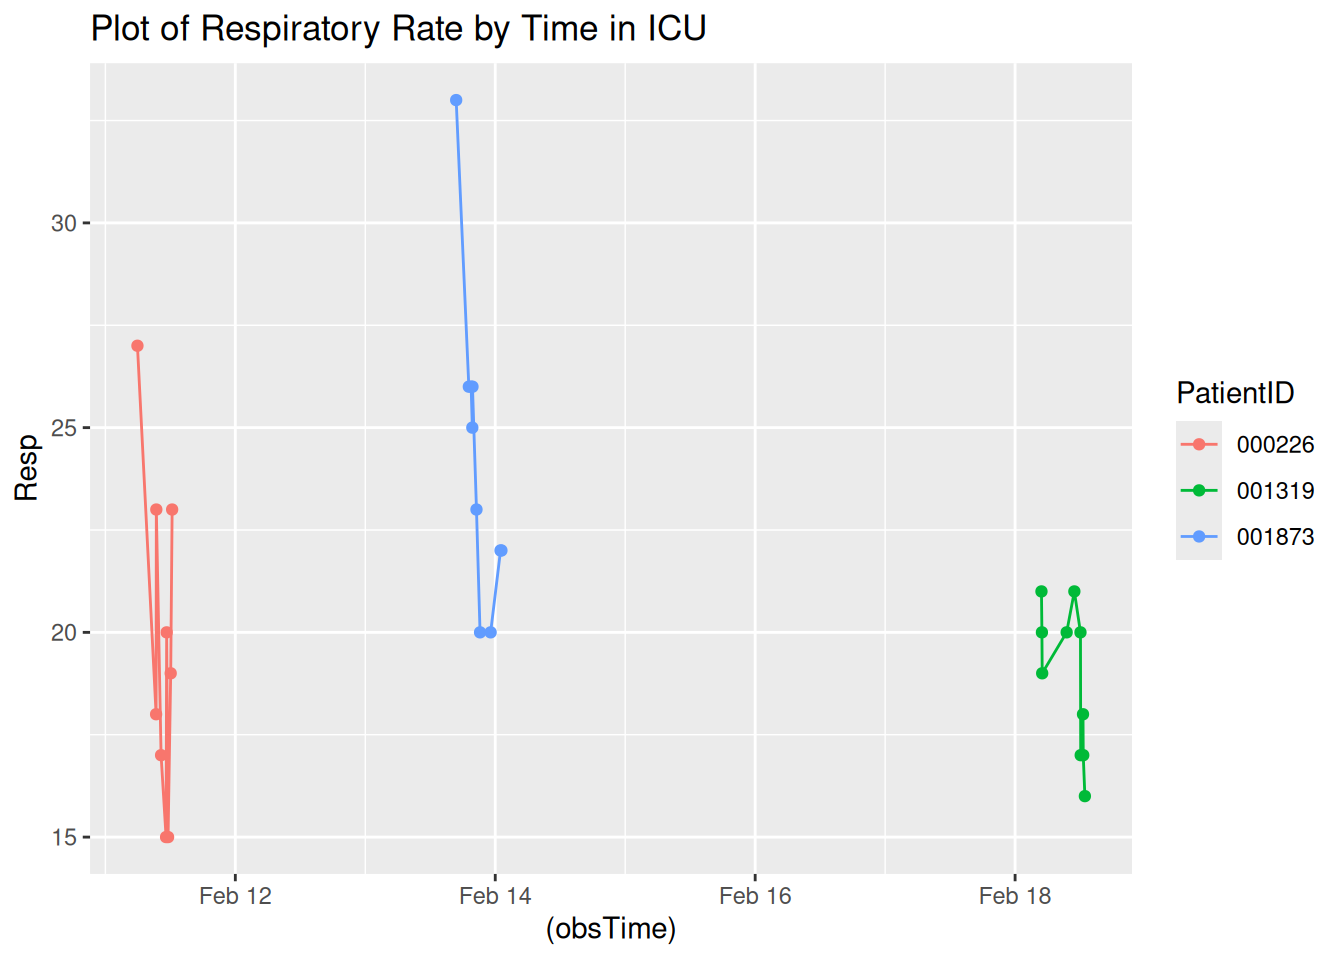 Plot of Respiratory Rate by Time in ICU
Resp
30
25
20
15
Feb 12
Feb 14
Feb 16
Feb 18
(obsTime)
PatientID
000226
001319
001873